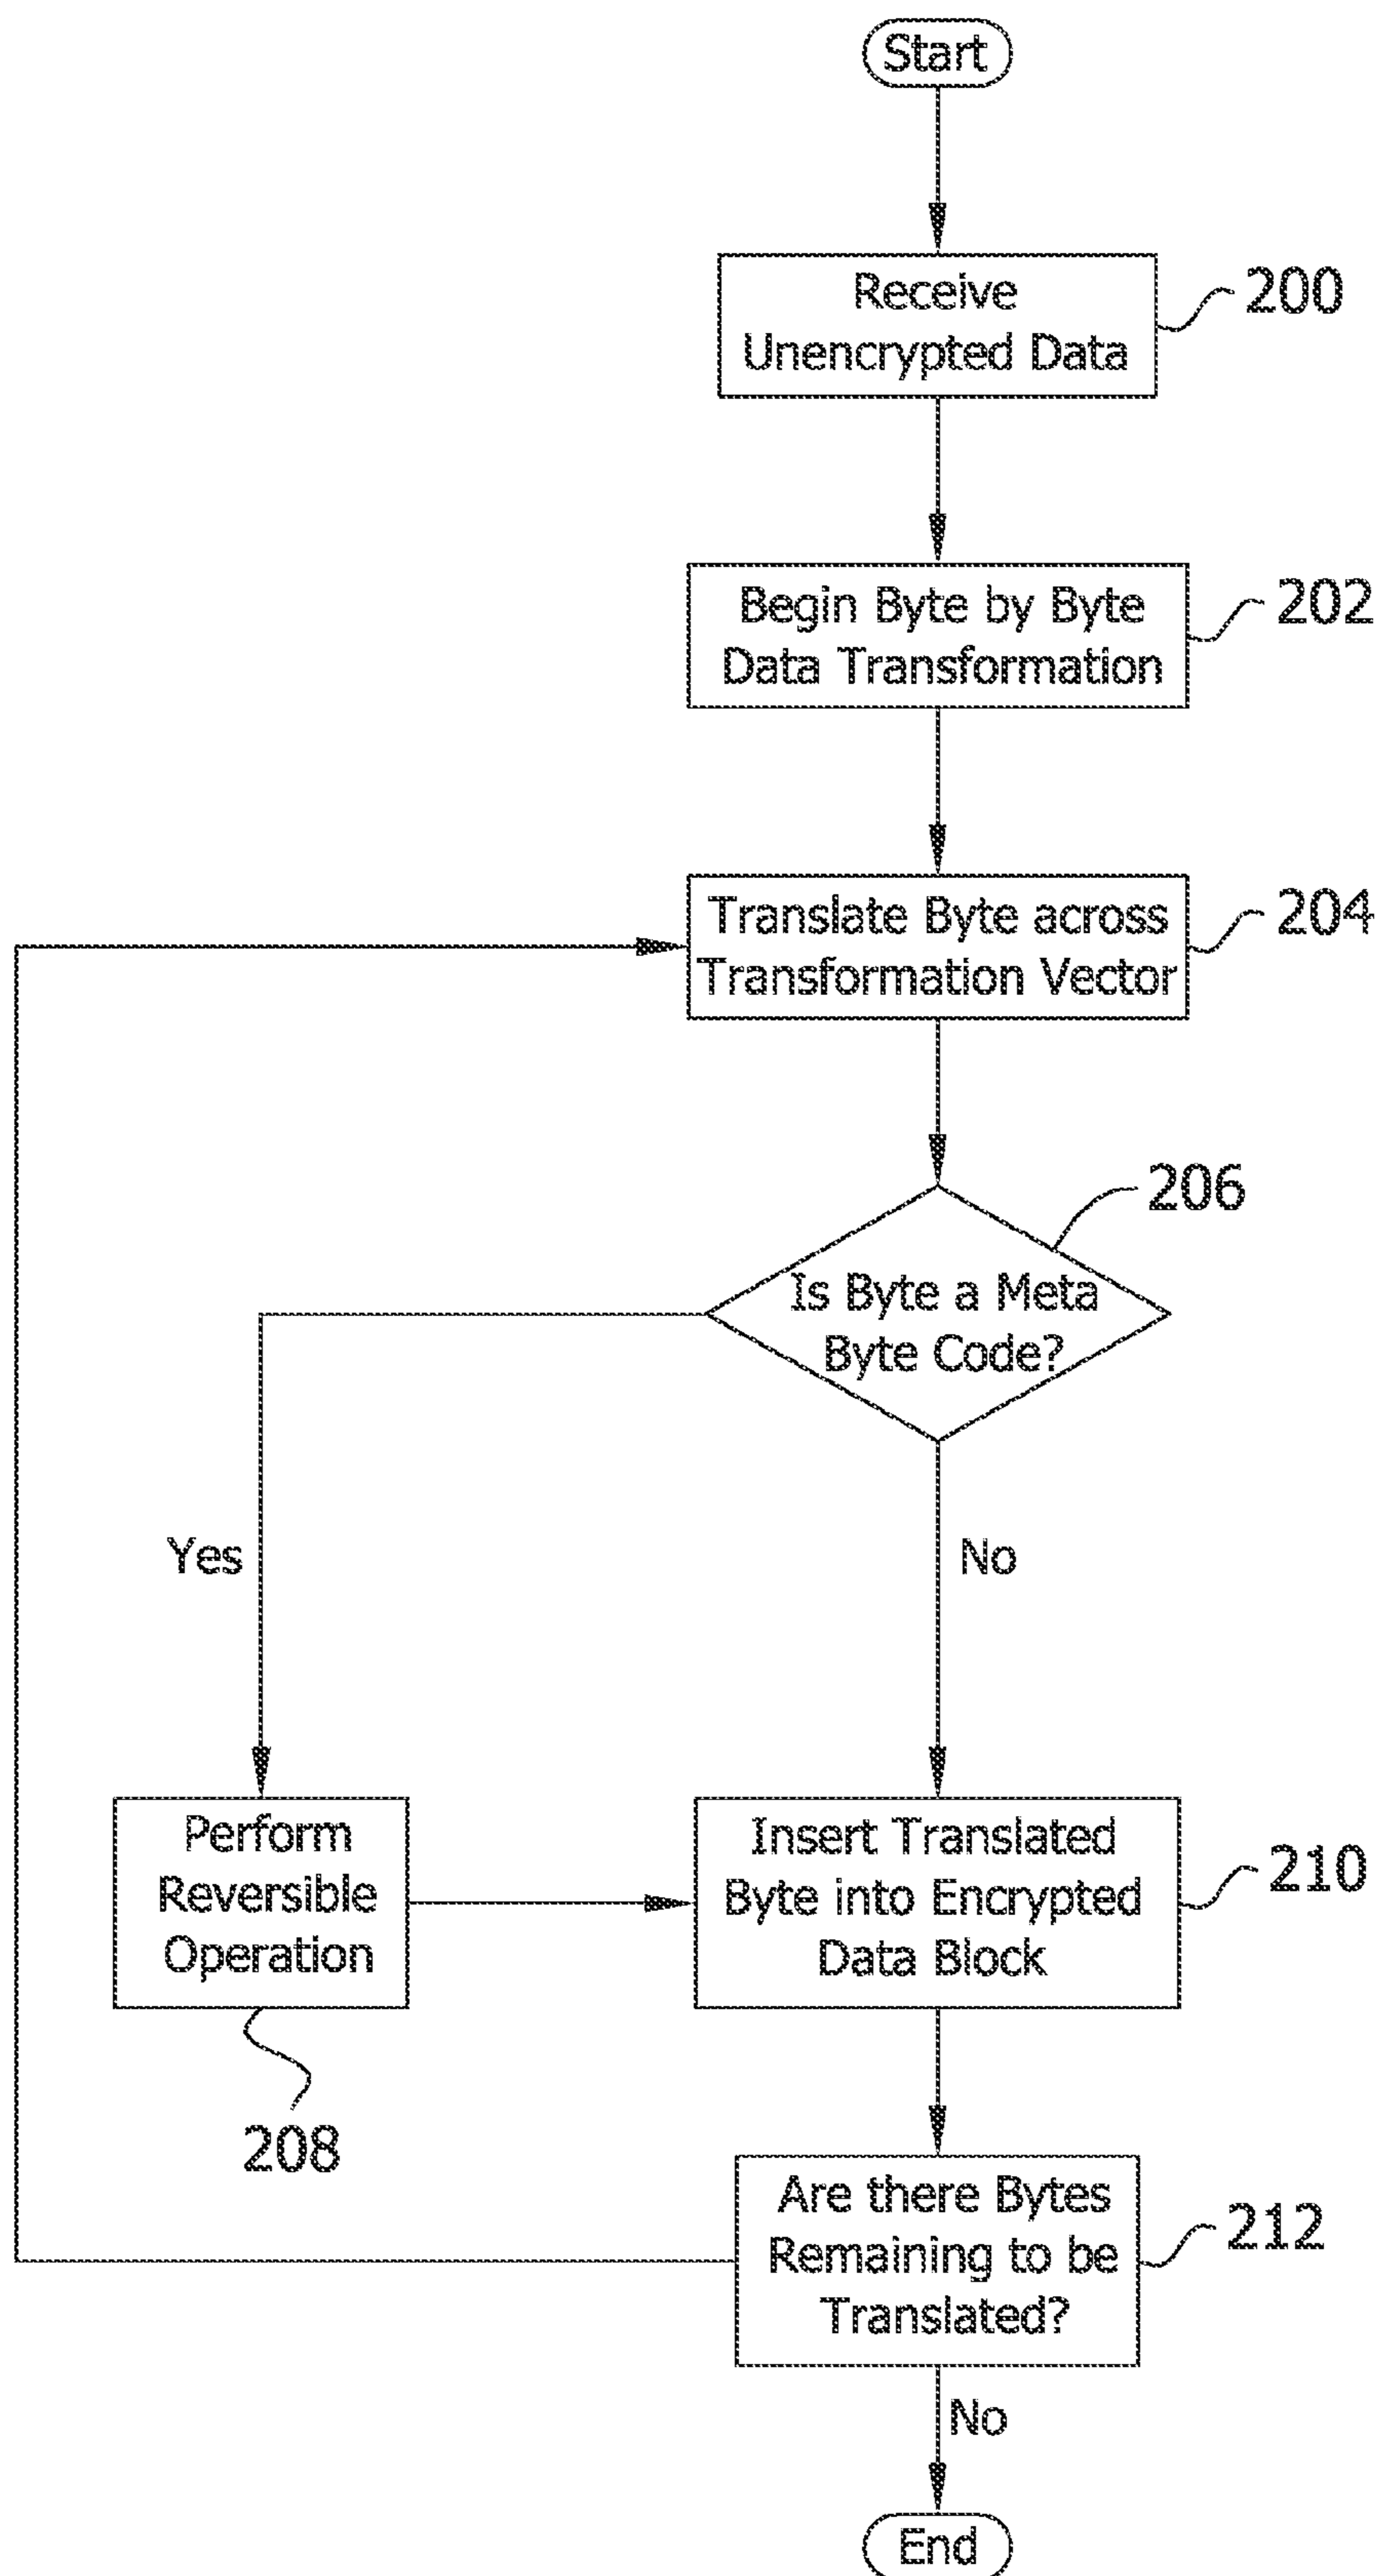 Start
Receive
Unencrypted Data
200
Begin Byte by Byte
Data Transformation
202
Translate Byte across
Transformation Vector
204
206
Is Byte a Meta
Byte Code?
Yes
No
Perform
Reversible
Operation
208
Insert Translated
Byte into Encrypted
Data Block
210
Are there Bytes
Remaining to be
Translated?
212
No
End